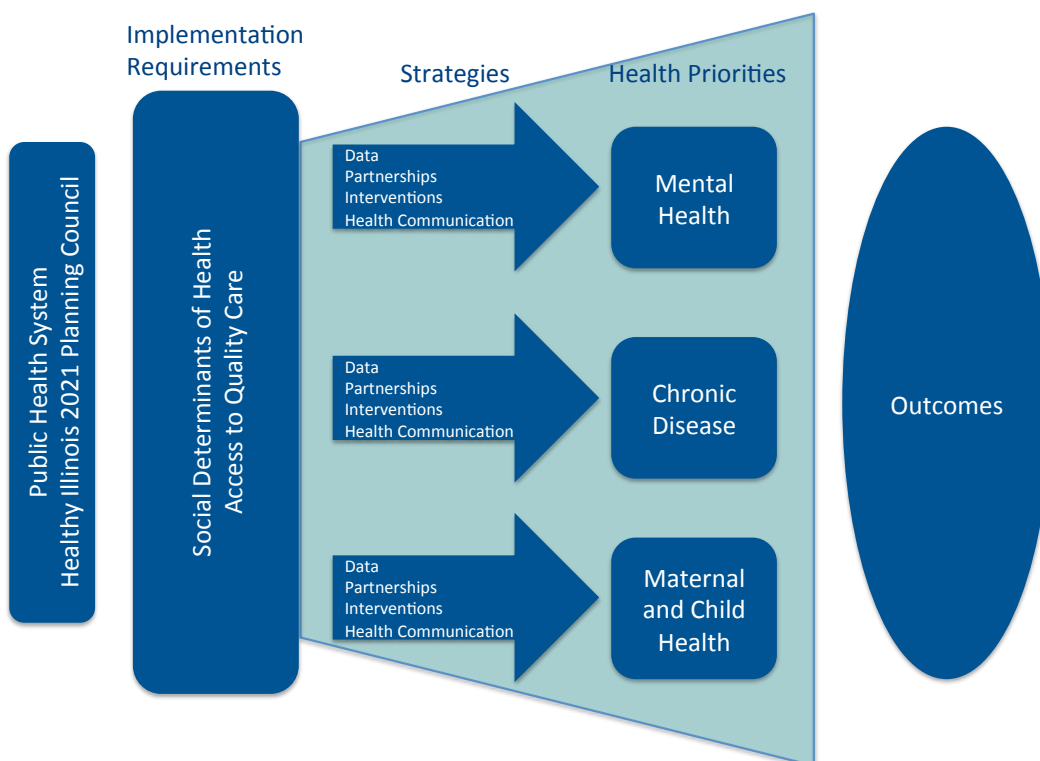 Implementation
Requirements
Strategies
Health Priorities
Public Health System
Healthy Illinois 2021 Planning Council
Social Determinants of Health
Access to Quality Care
Data
Partnerships
Interventions
Health Communication
Mental
Health
Data
Partnerships
Interventions
Health Communication
Chronic
Disease
Data
Partnerships
Interventions
Health Communication
Maternal
and Child
Health
Outcomes